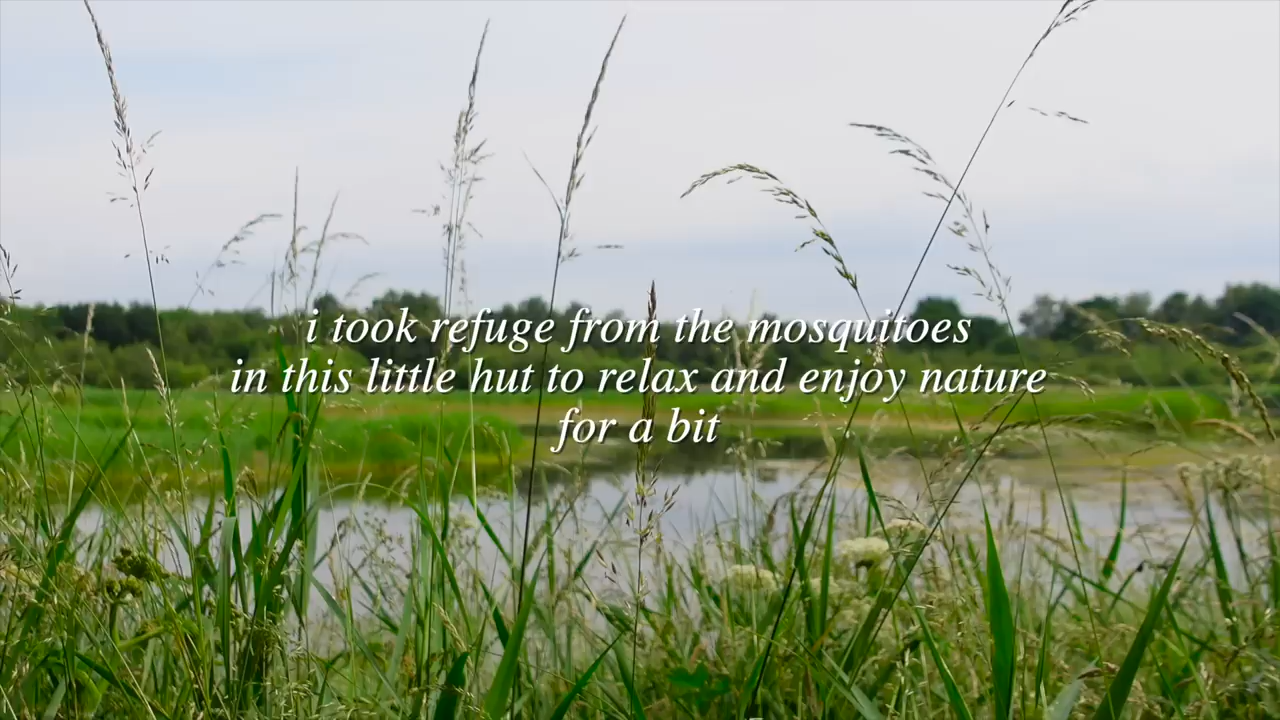 i took refuge from the mosquitoes
in this little hut to relax and enjoy nature
for a bit